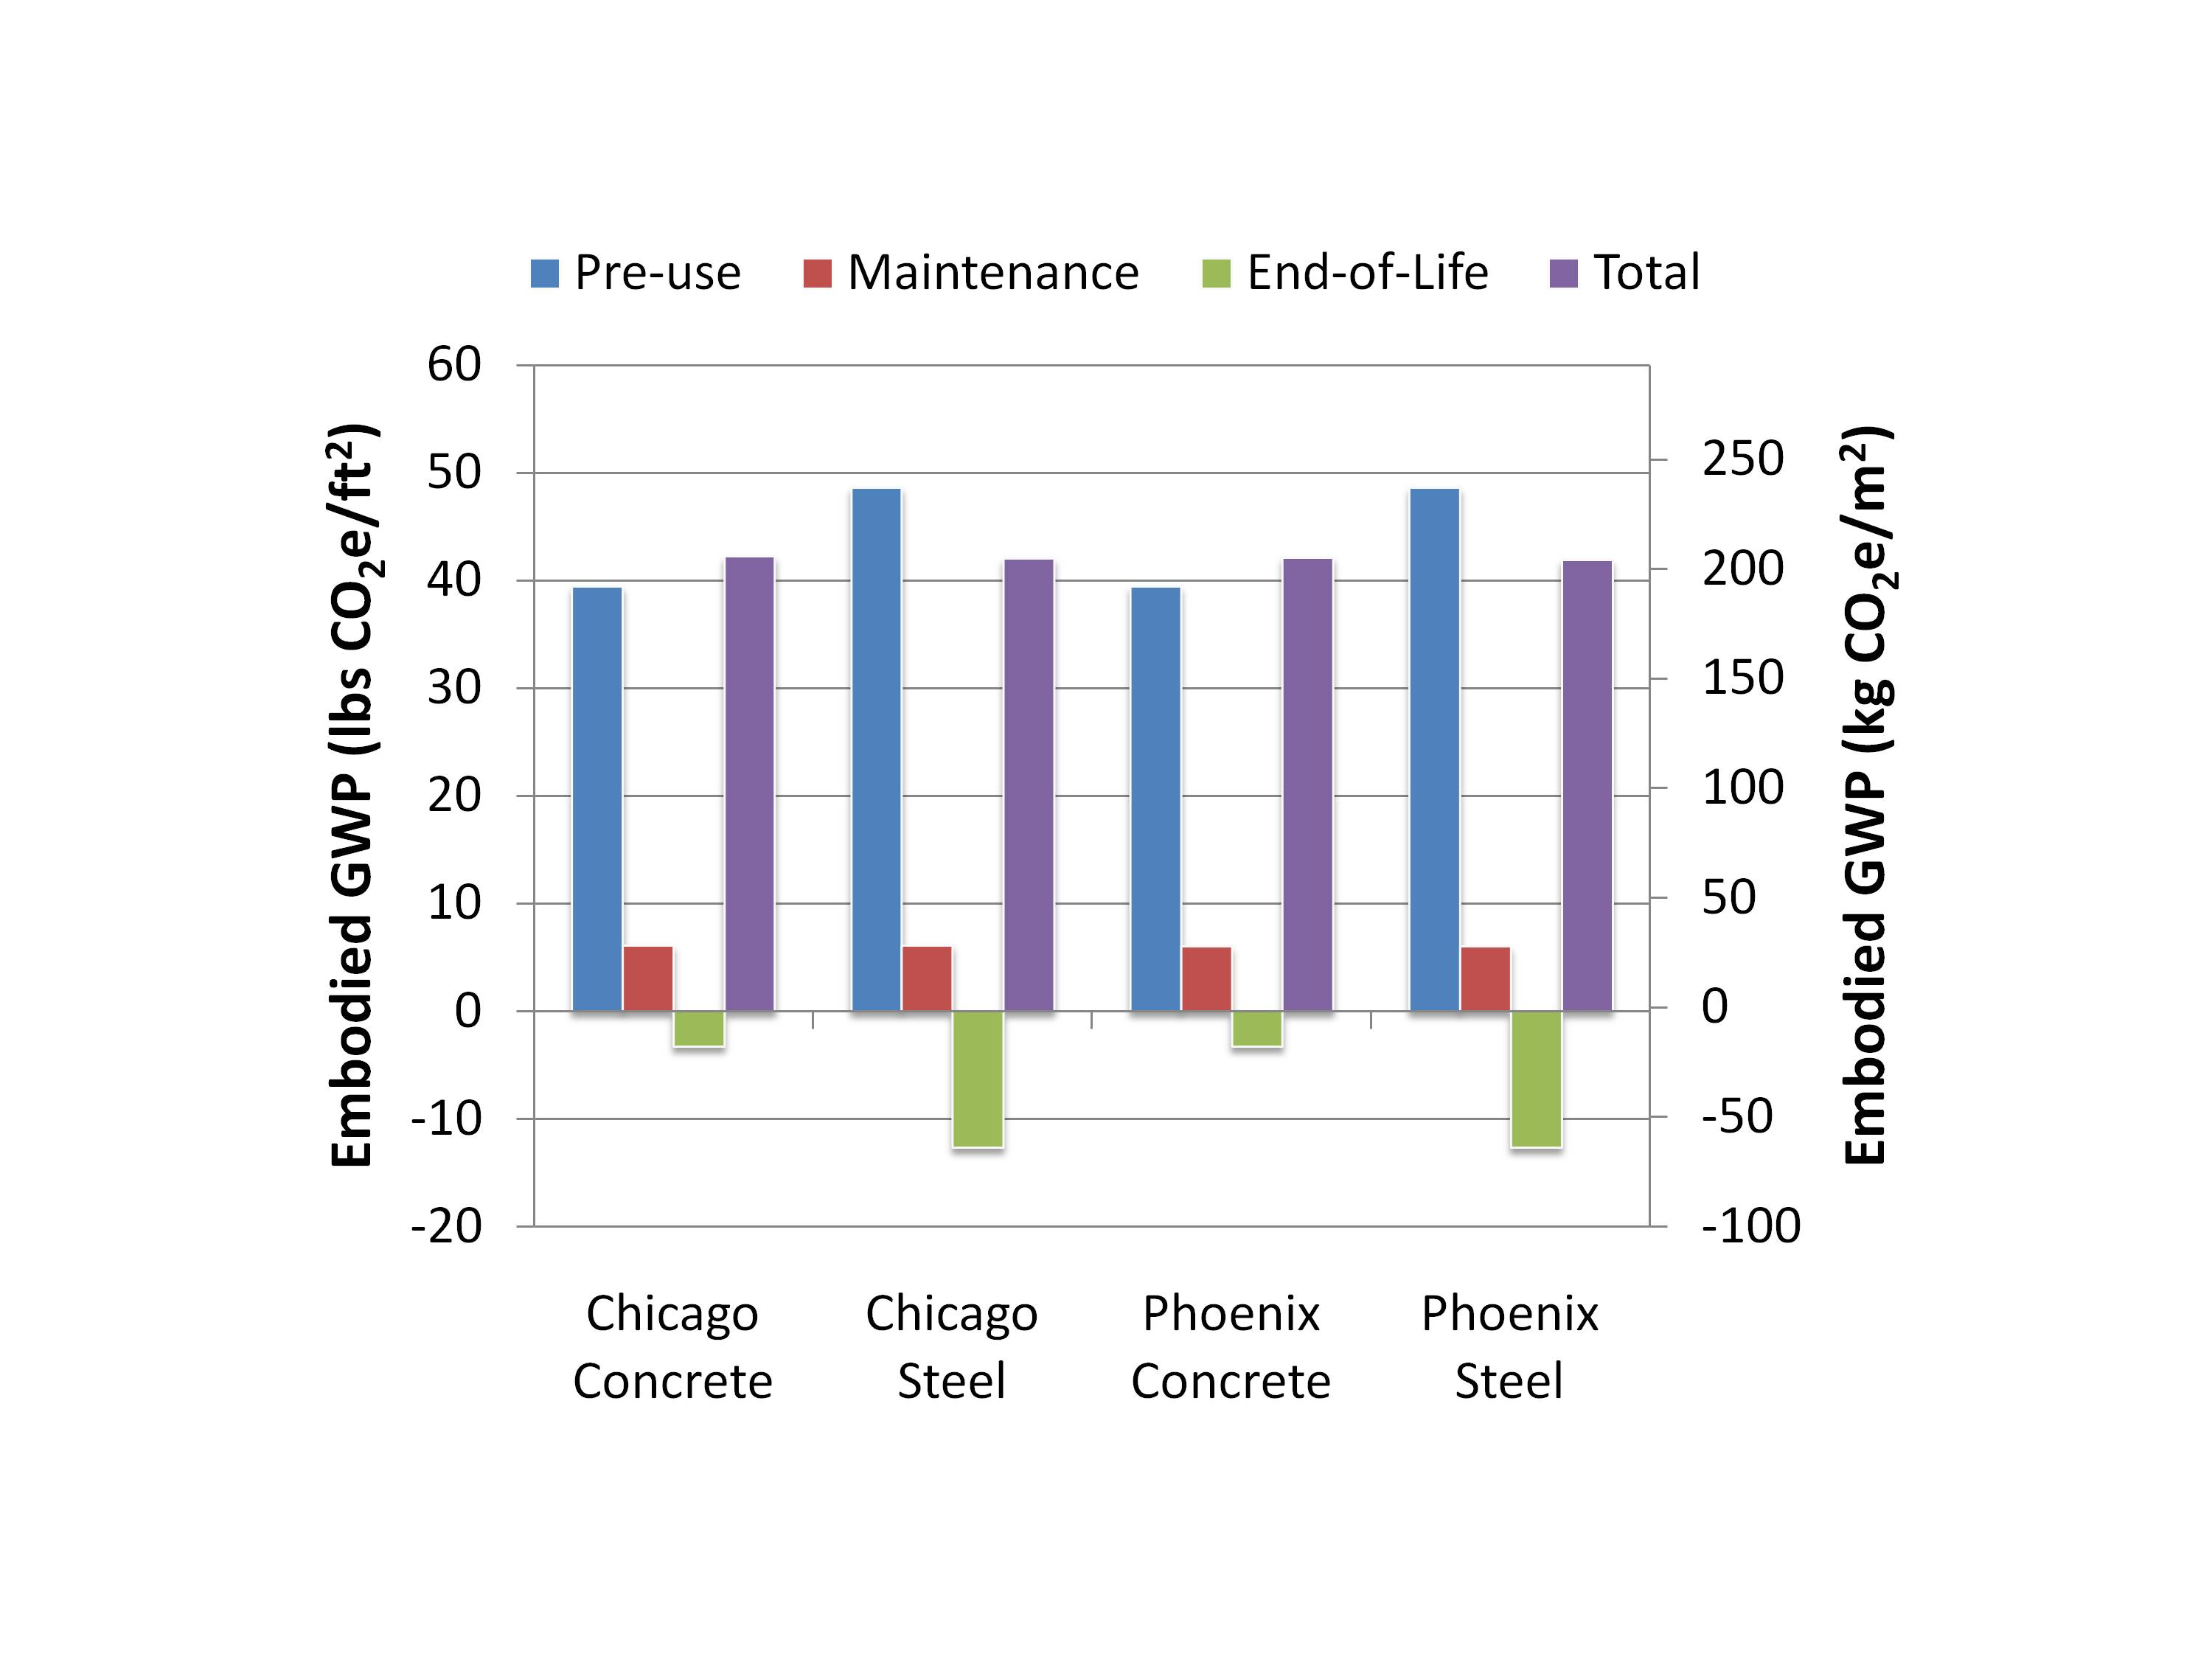 Pre-use Maintenance End-of-Life Total
60
50
40
30
20
10
0
-10
-20
Embodied GWP (lbs CO₂e/ft²)
250
200
150
100
50
0
-50
-100
Embodied GWP (kg CO₂e/m²)
Chicago
Concrete
Chicago
Steel
Phoenix
Concrete
Phoenix
Steel